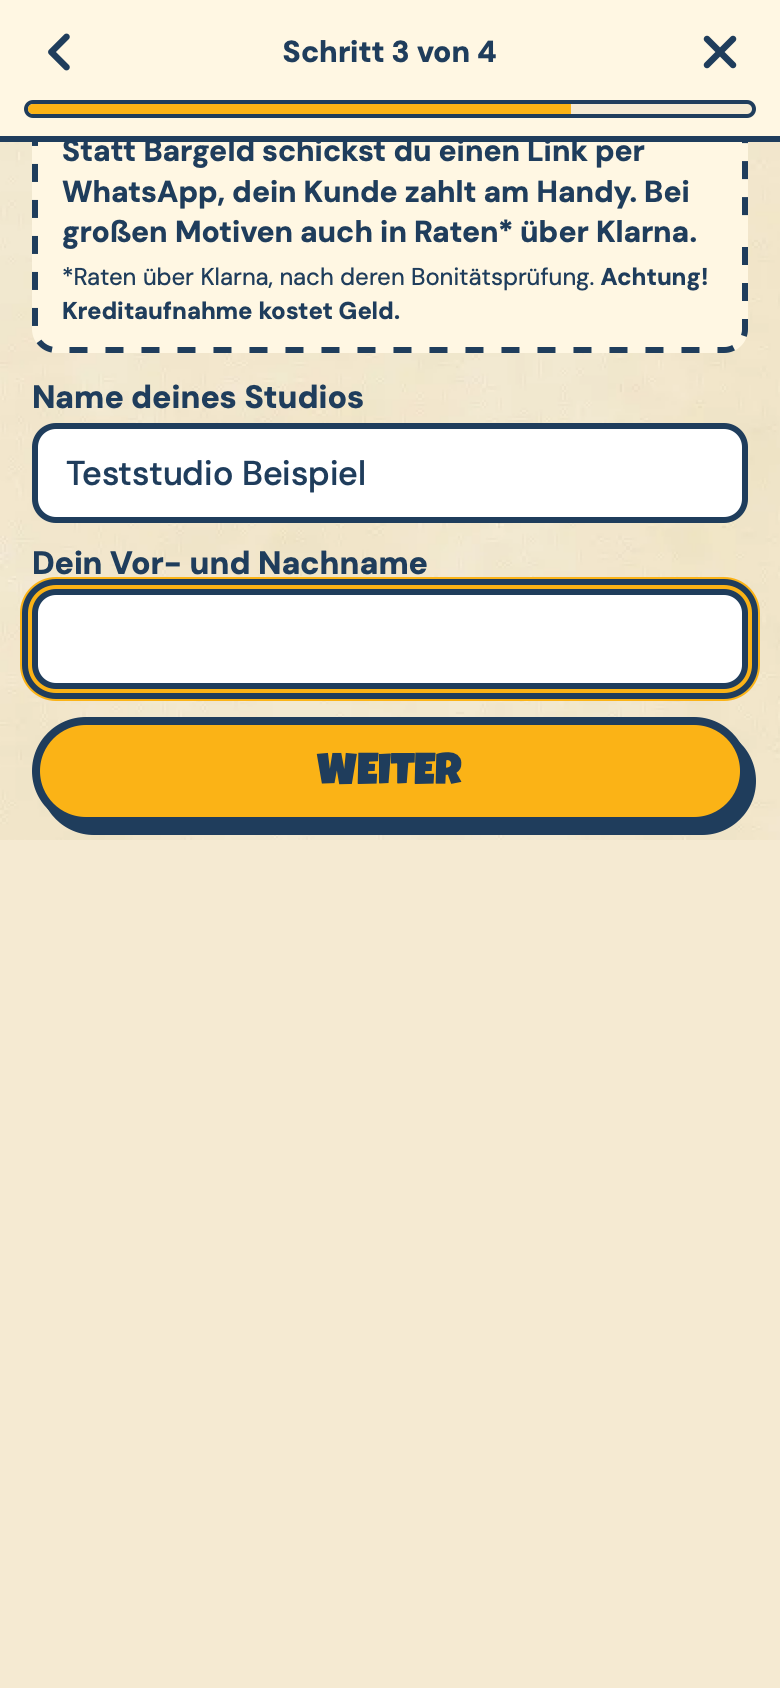 Schritt 3 von 4
Statt Bargeld schickst du einen Link per
WhatsApp, dein Kunde zahlt am Handy. Bei
großen Motiven auch in Raten* über Klarna.
*Raten über Klarna, nach deren Bonitätsprüfung. Achtung!
Kreditaufnahme kostet Geld.
Name deines Studios
Teststudio Beispiel
Dein Vor- und Nachname
WEITER